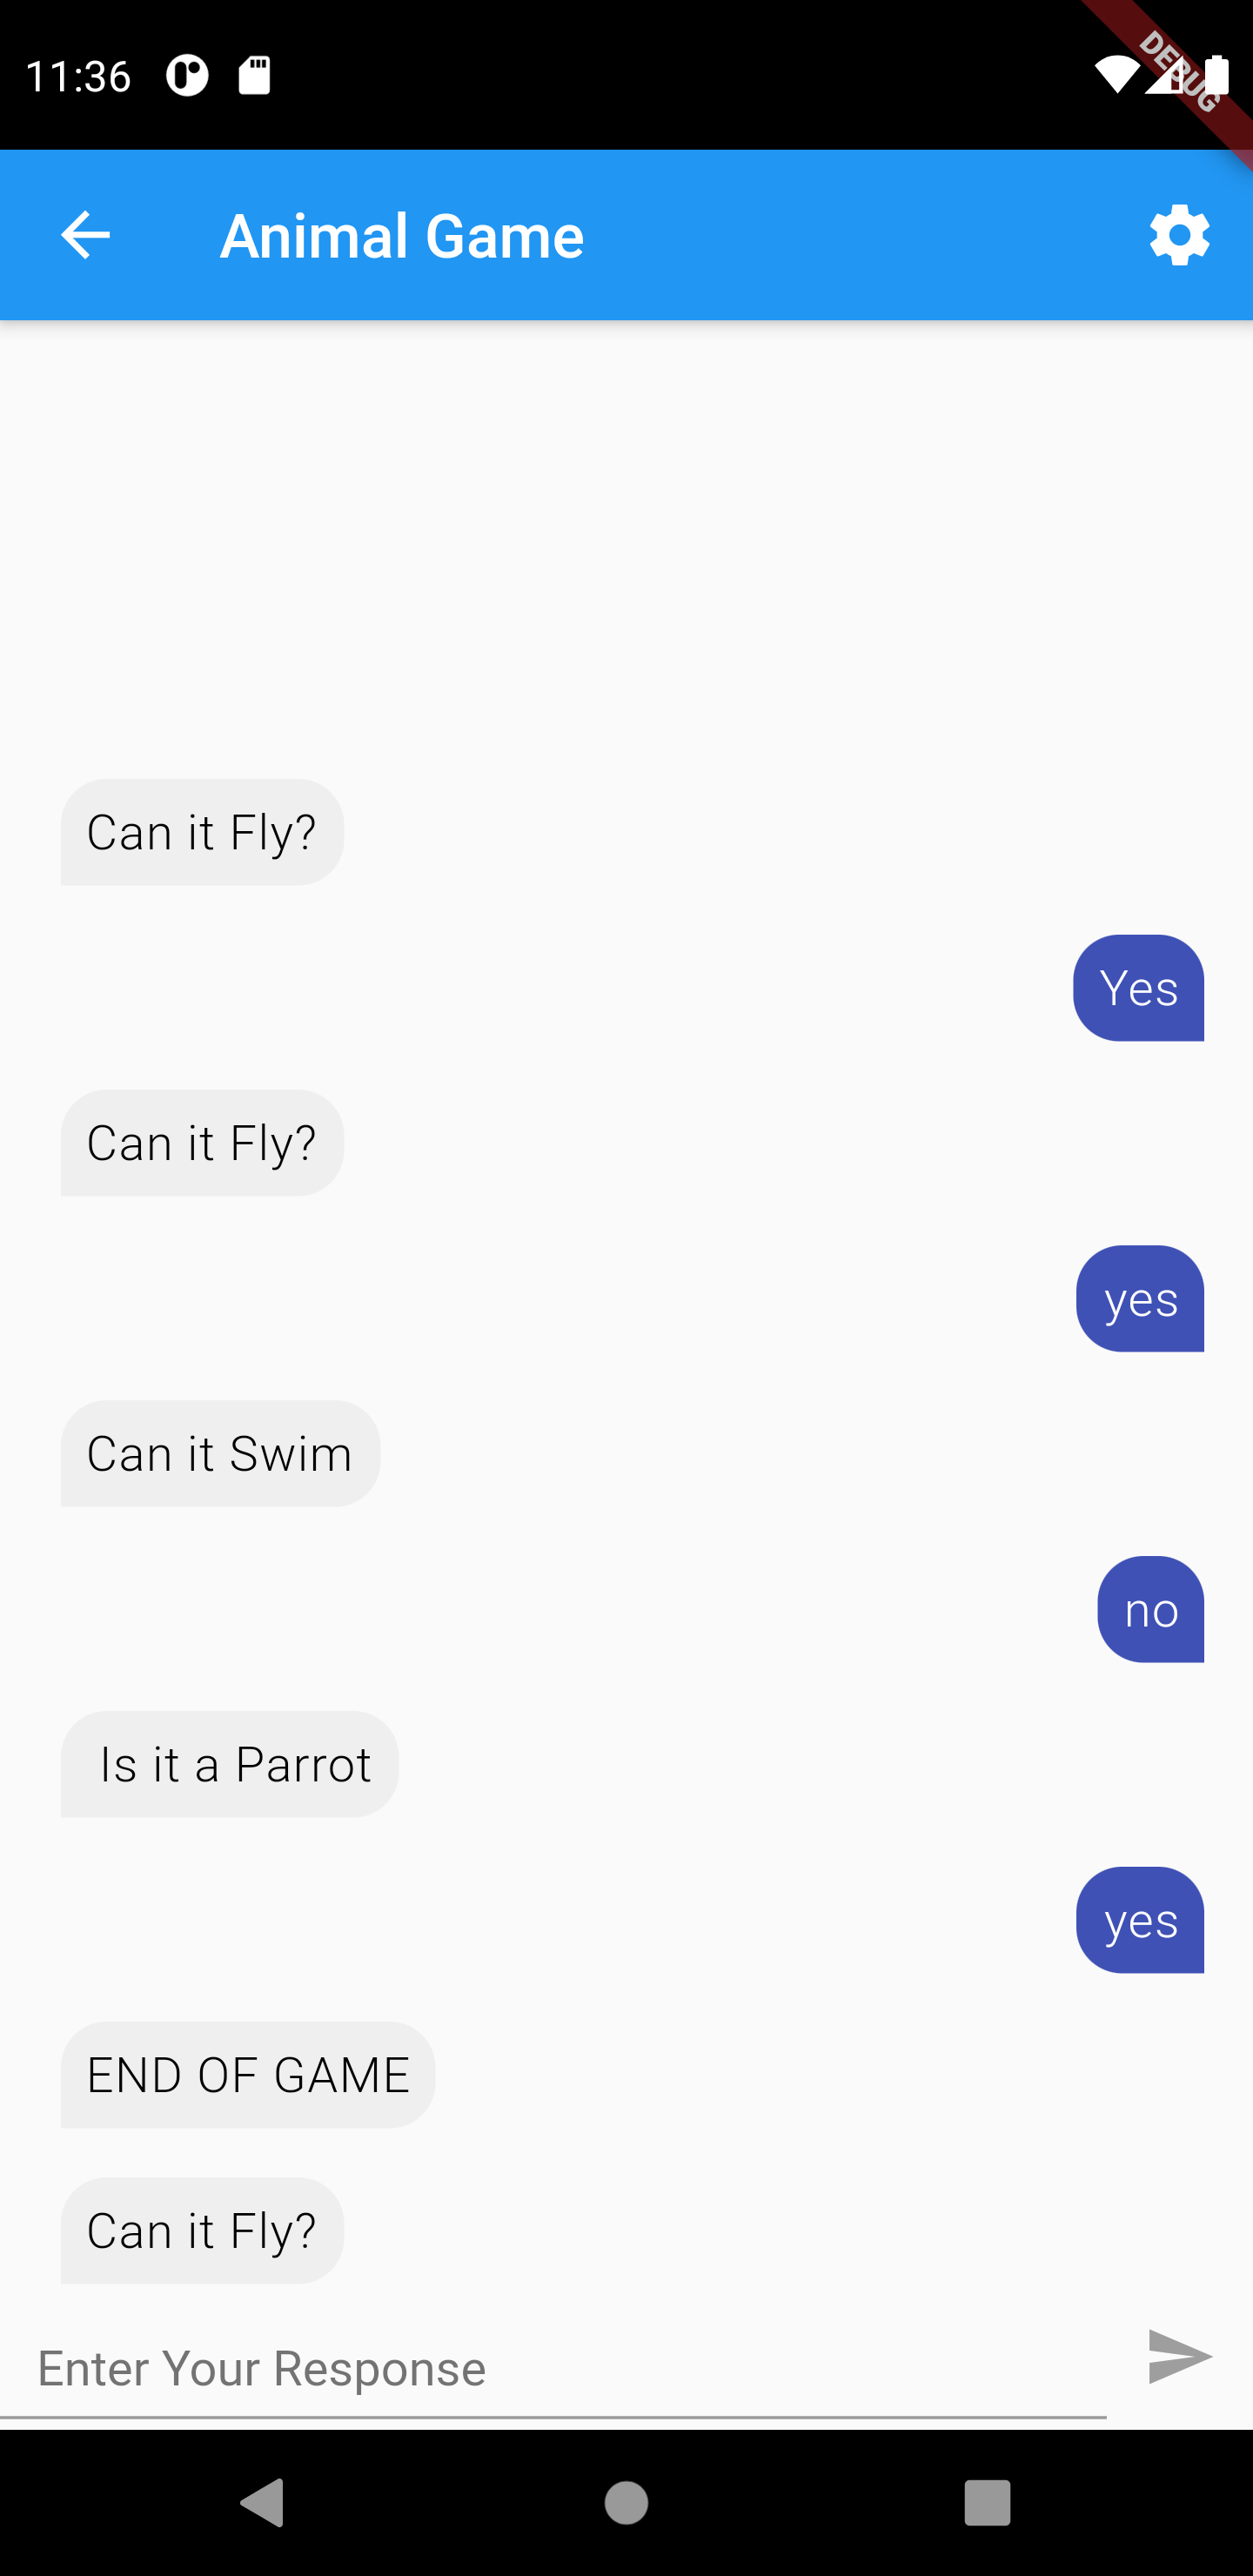 11:36
DEBUG
Animal Game
Can it Fly?
Yes
Can it Fly?
yes
Can it Swim
no
Is it a Parrot
yes
END OF GAME
Can it Fly?
Enter Your Response